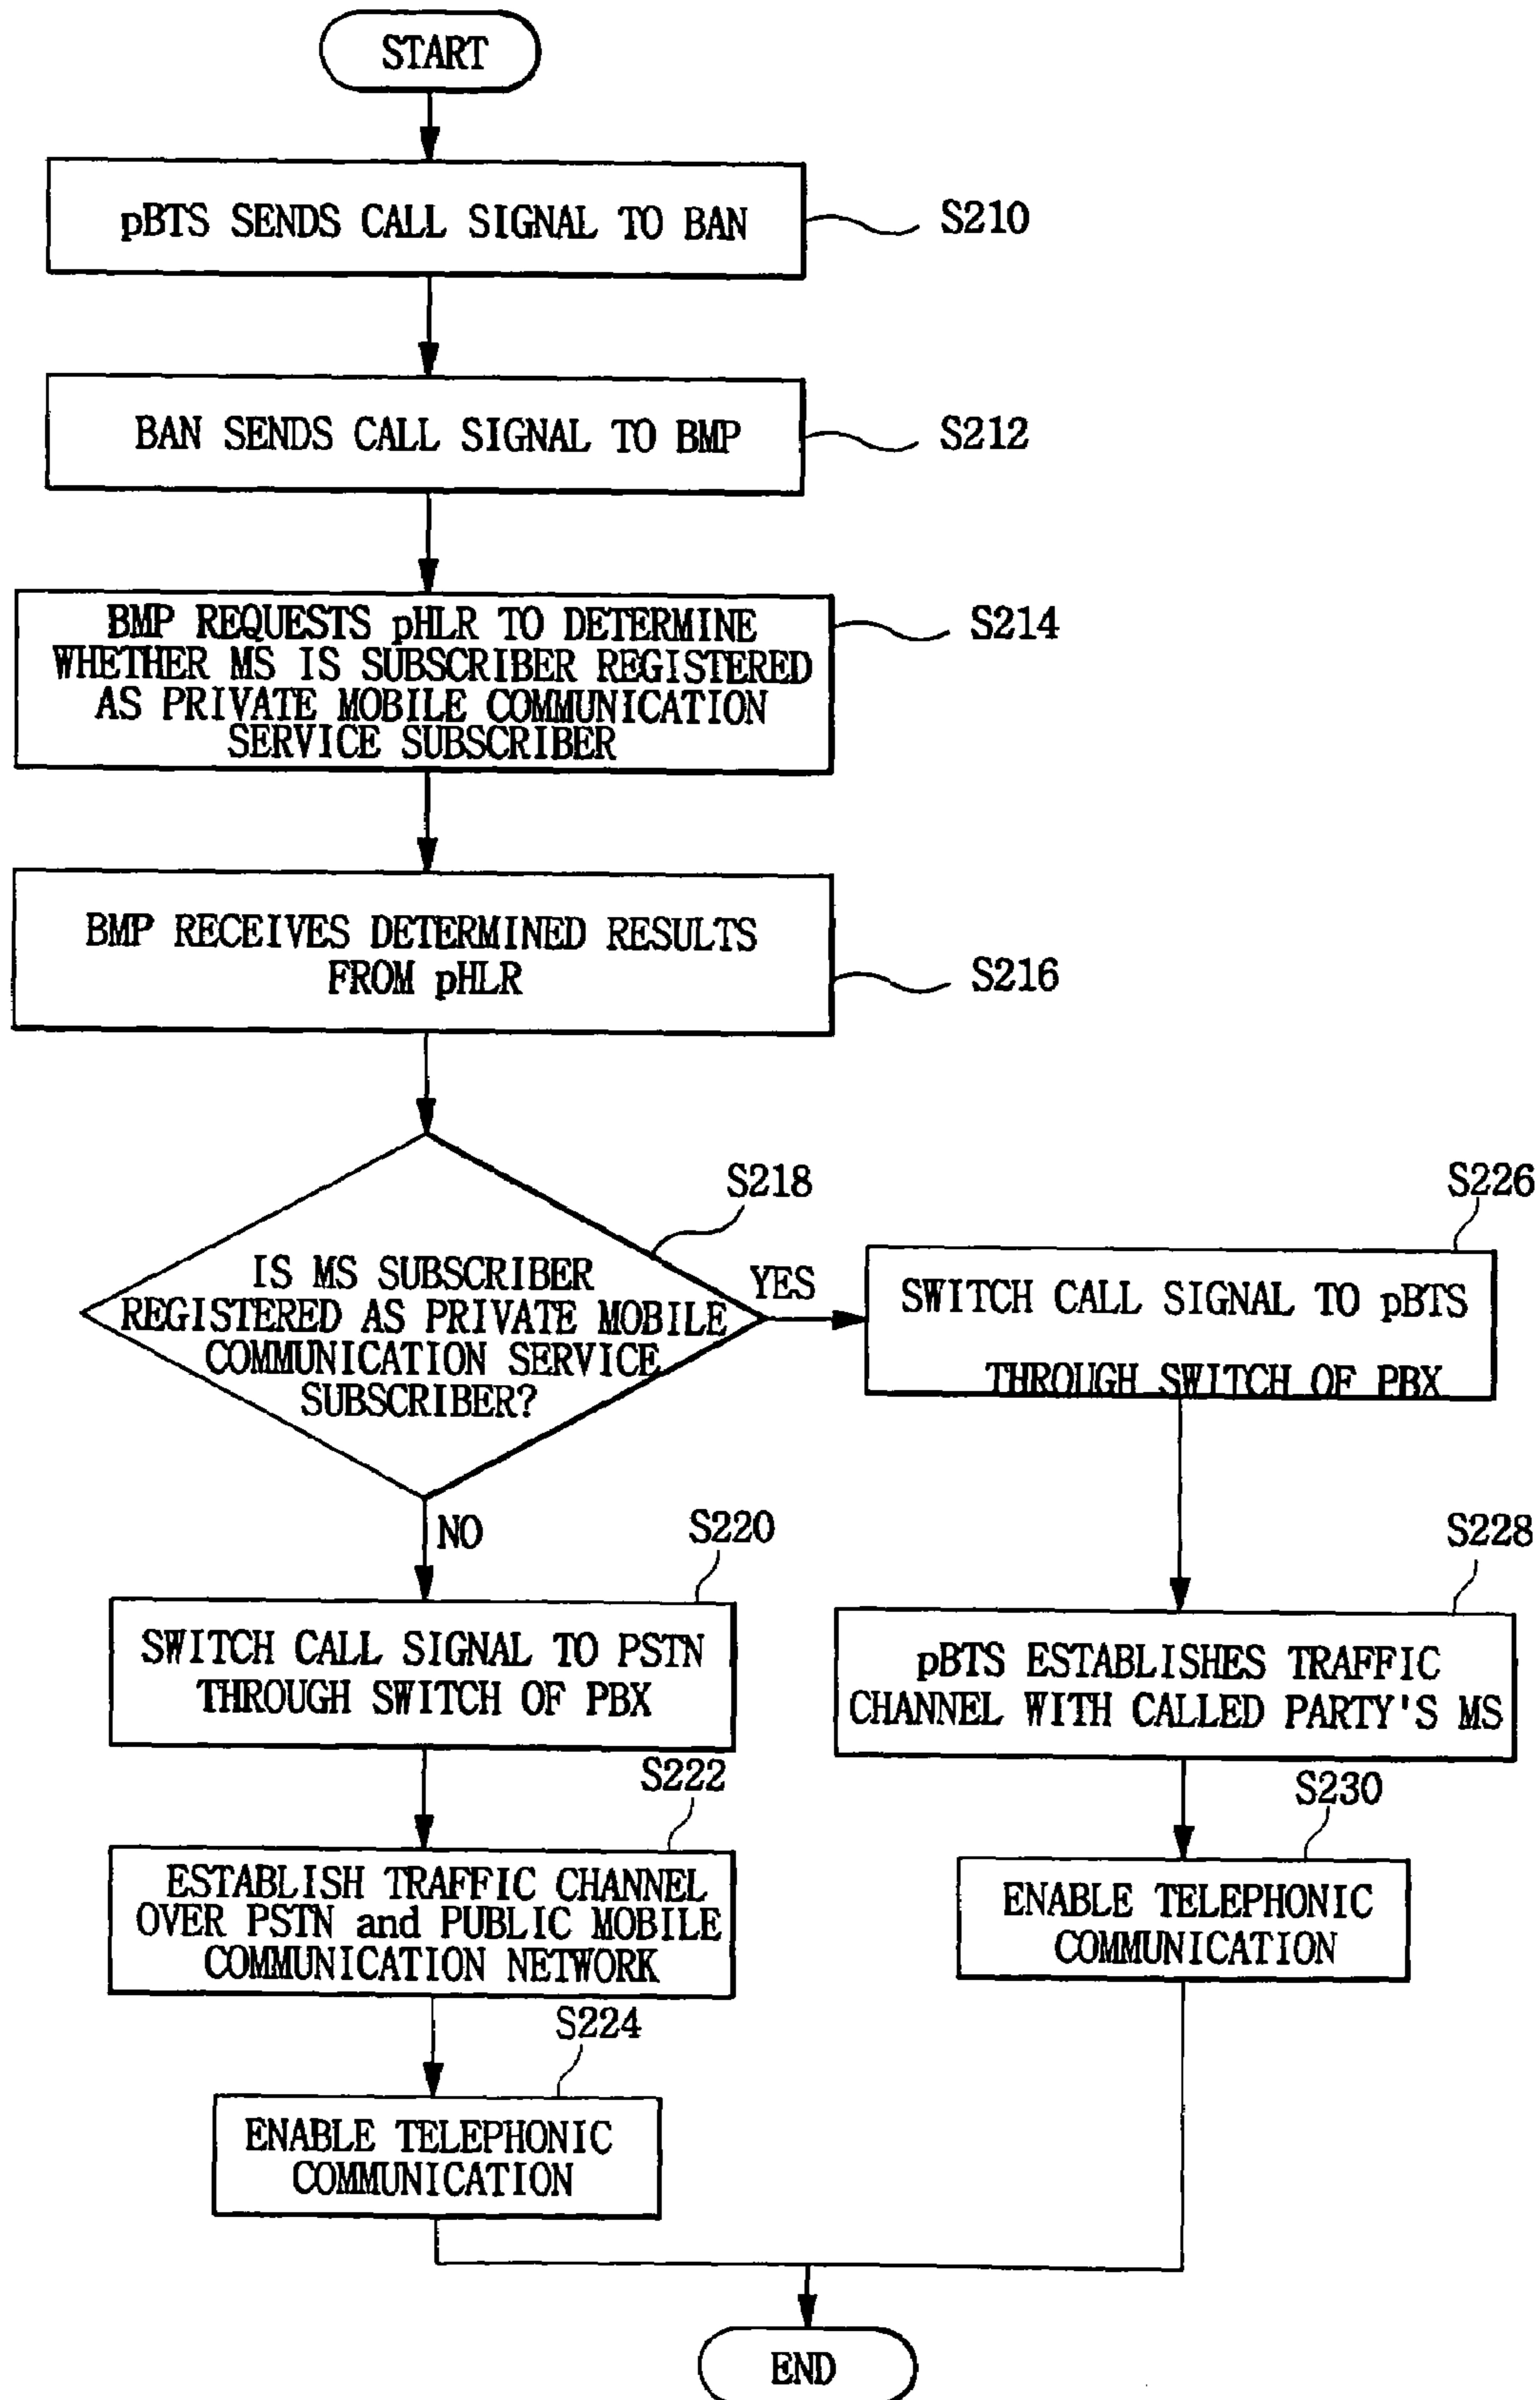 START
pBTS SENDS CALL SIGNAL TO BAN
S210
BAN SENDS CALL SIGNAL TO BMP
S212
BMP REQUESTS pHLR TO DETERMINE
WHETHER MS IS SUBSCRIBER REGISTERED
AS PRIVATE MOBILE COMMUNICATION
SERVICE SUBSCRIBER
S214
BMP RECEIVES DETERMINED RESULTS
FROM pHLR
S216
S218
IS MS SUBSCRIBER
REGISTERED AS PRIVATE MOBILE
COMMUNICATION SERVICE
SUBSCRIBER?
YES
S226
SWITCH CALL SIGNAL TO pBTS
THROUGH SWITCH OF PBX
NO
S220
SWITCH CALL SIGNAL TO PSTN
THROUGH SWITCH OF PBX
S228
pBTS ESTABLISHES TRAFFIC
CHANNEL WITH CALLED PARTY'S MS
S222
ESTABLISH TRAFFIC CHANNEL
OVER PSTN and PUBLIC MOBILE
COMMUNICATION NETWORK
S230
ENABLE TELEPHONIC
COMMUNICATION
S224
ENABLE TELEPHONIC
COMMUNICATION
END